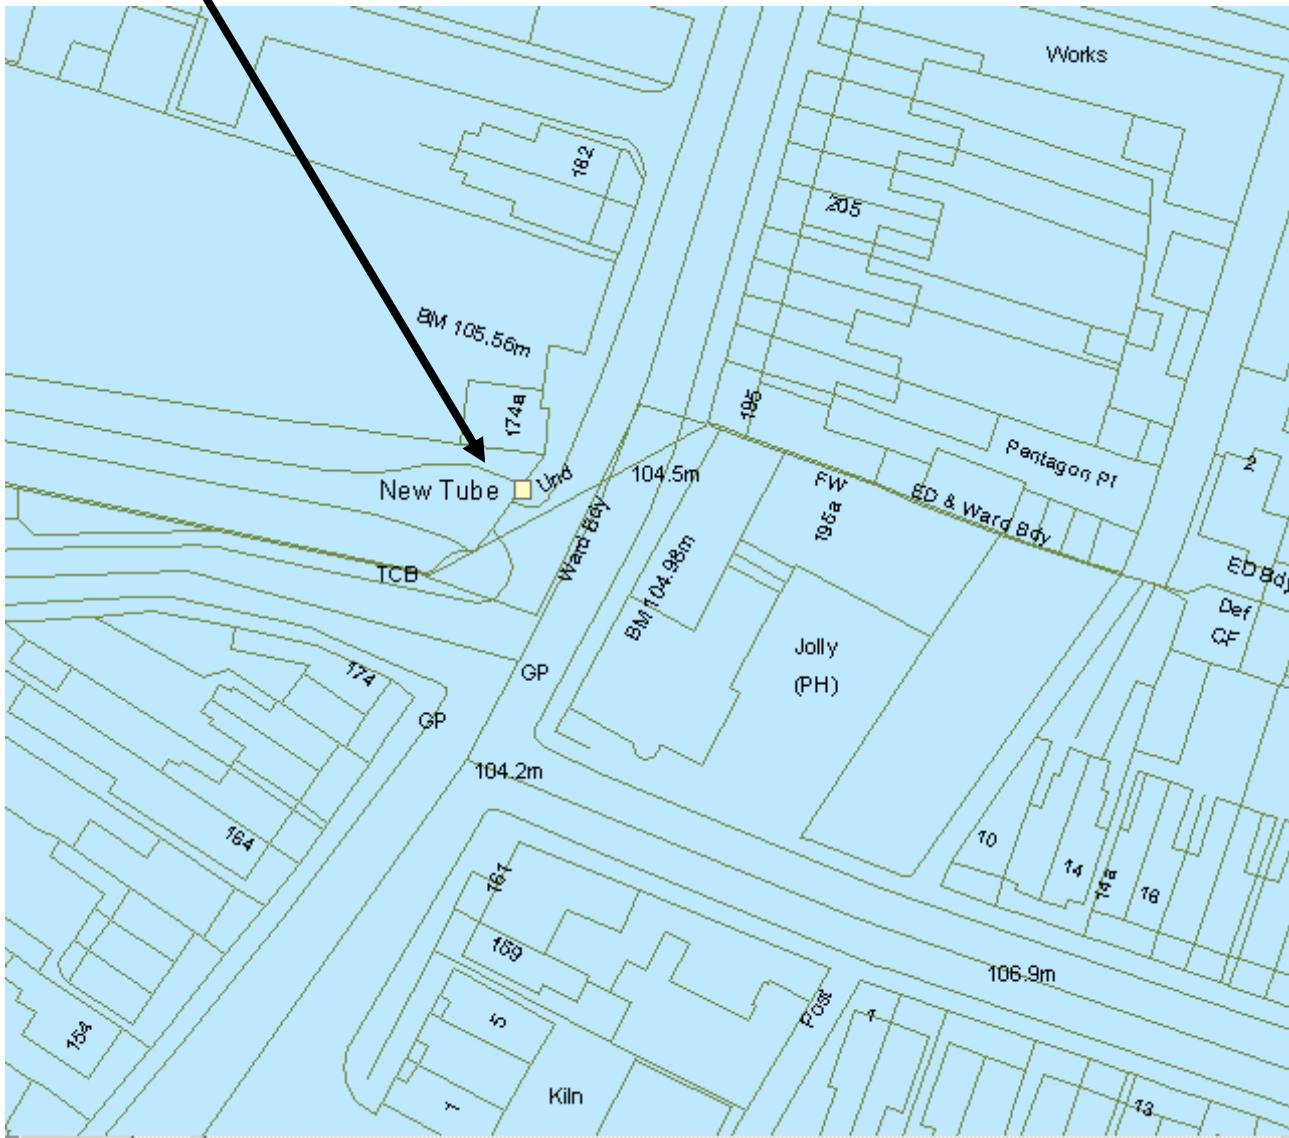 Works
182
205
BM 105.56m
174a
195
Pentagon Pl
2
104.5m
Und
New Tube
FW
195a
ED & Ward Bdy
Ward Bdy
BM 104.98m
TCB
ED Bdy
Def
CF
Jolly
(PH)
174
GP
GP
104.2m
164
10
14
14a
16
161
159
106.9m
154
5
Post
1
Kiln
1
13